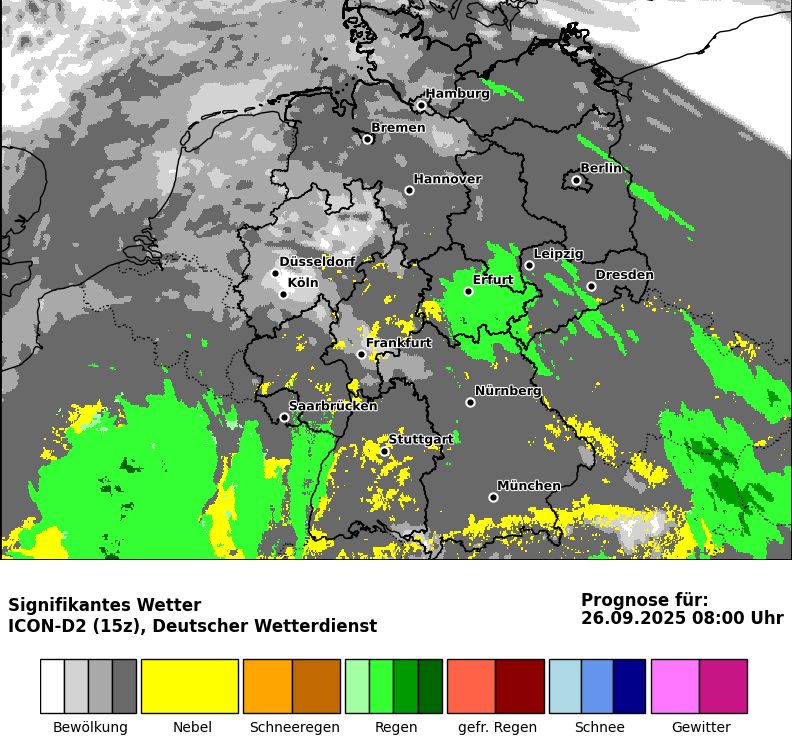 Hamburg
Bremen
Berlin
Hannover
Leipzig
Düsseldorf
Dresden
Köln
Erfurt
Frankfurt
Nürnberg
Saarbrücken
Stuttgart
München
Signifikantes Wetter
ICON-D2 (15z), Deutscher Wetterdienst
Prognose für:
26.09.2025 08:00 Uhr
Bewölkung
Nebel
Schneeregen
Regen
gefr. Regen
Schnee
Gewitter